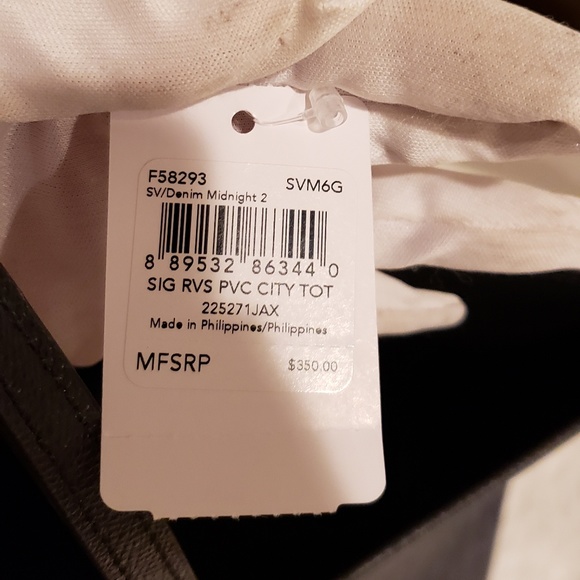 F58293 SVM6G
SV/Denim Midnight 2
8 89532 86344 0
SIG RVS PVC CITY TOT
225271JAX
Made in Philippines/Philippines
MFSRP $350.00